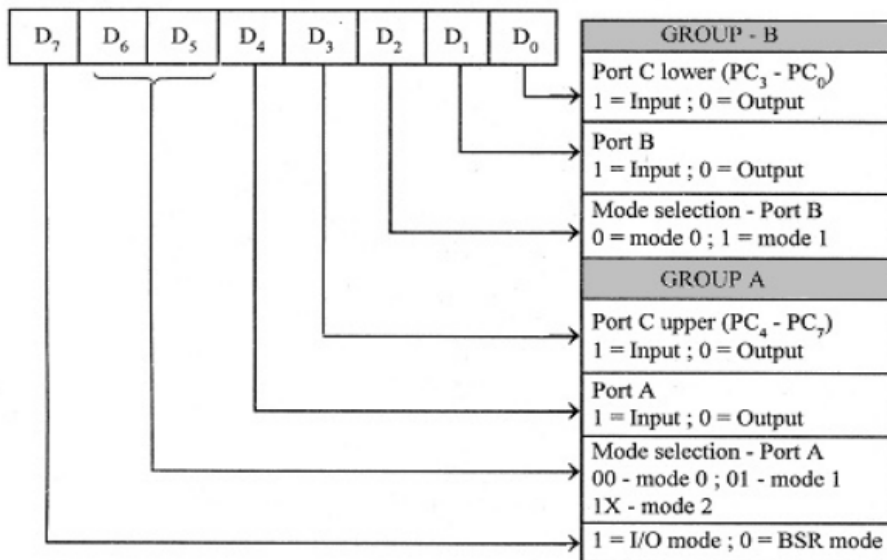 D₇ D₆ D₅ D₄ D₃ D₂ D₁ D₀
GROUP - B
Port C lower (PC₃ - PC₀)
1 = Input ; 0 = Output
Port B
1 = Input ; 0 = Output
Mode selection - Port B
0 = mode 0 ; 1 = mode 1
GROUP A
Port C upper (PC₄ - PC₇)
1 = Input ; 0 = Output
Port A
1 = Input ; 0 = Output
Mode selection - Port A
00 - mode 0 ; 01 - mode 1
1X - mode 2
1 = I/O mode ; 0 = BSR mode